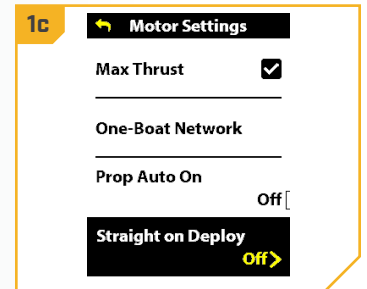 1c
Motor Settings
Max Thrust
One-Boat Network
Prop Auto On
Off
Straight on Deploy
Off